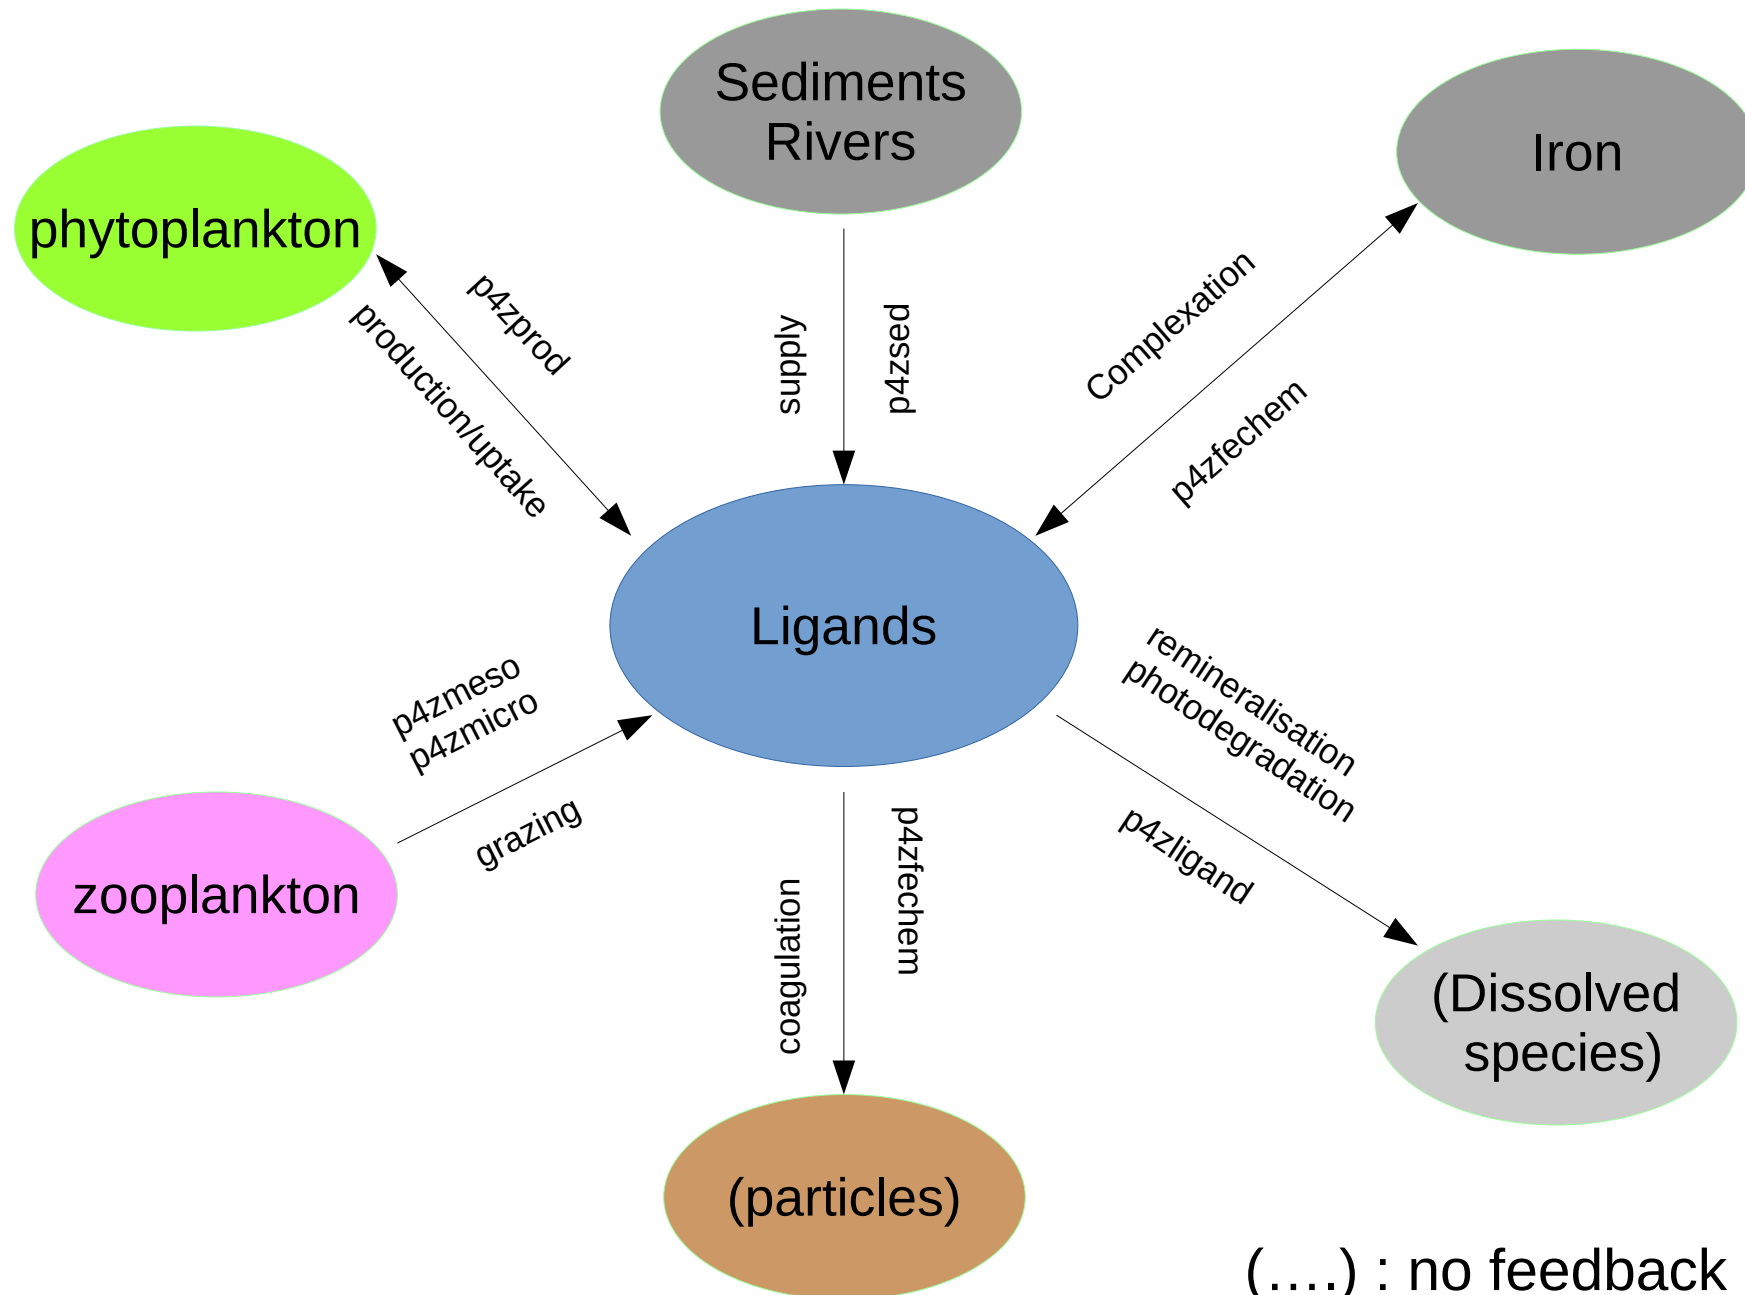 Sediments
Rivers
Iron
phytoplankton
p4zprod
production/uptake
supply
p4zsed
Complexation
p4zfechem
Ligands
p4zmeso
p4zmicro
grazing
remineralisation
photodegradation
p4zligand
zooplankton
coagulation
p4zfechem
(Dissolved
species)
(particles)
(....) : no feedback